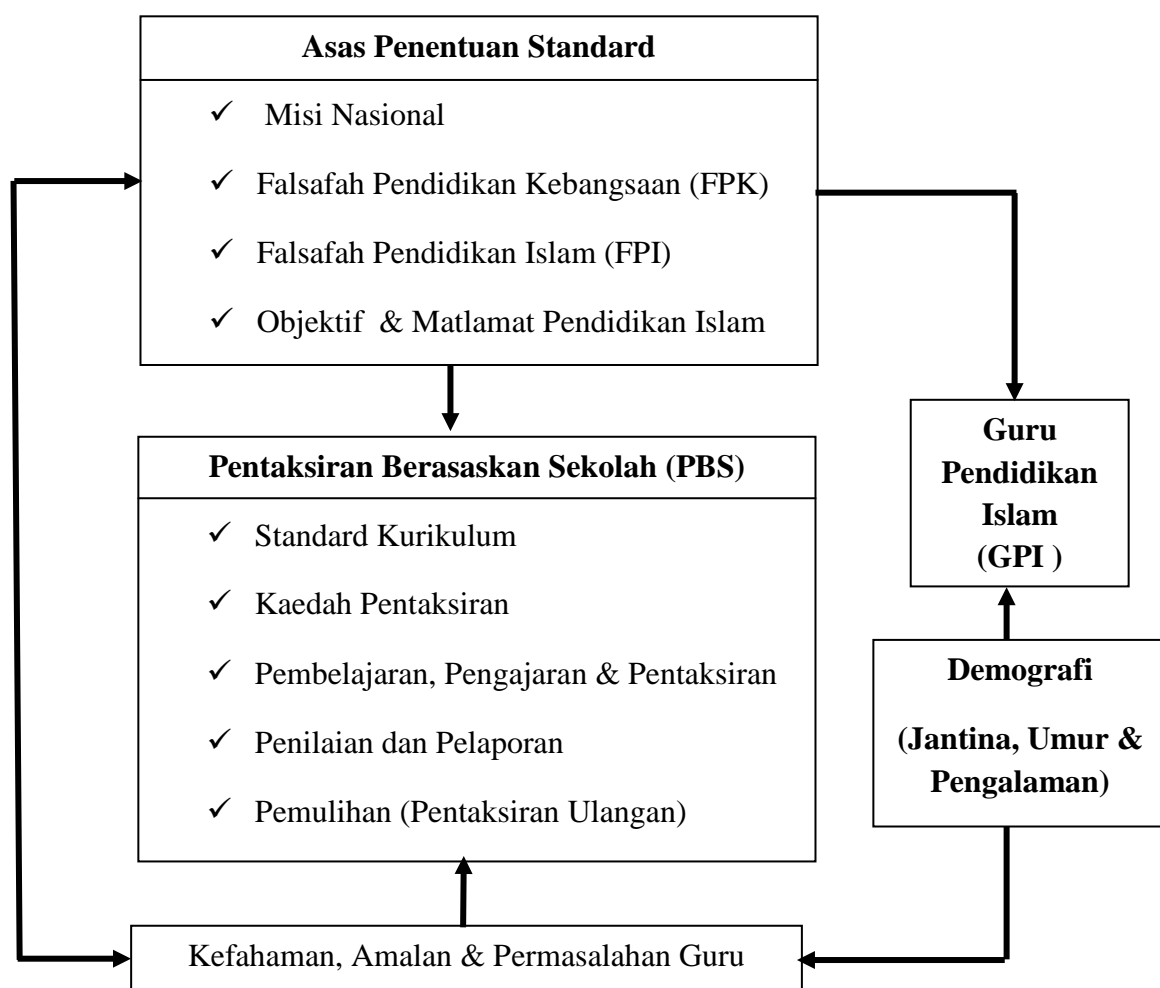 Asas Penentuan Standard
✓ Misi Nasional
✓ Falsafah Pendidikan Kebangsaan (FPK)
✓ Falsafah Pendidikan Islam (FPI)
✓ Objektif & Matlamat Pendidikan Islam
Pentaksiran Berasaskan Sekolah (PBS)
✓ Standard Kurikulum
✓ Kaedah Pentaksiran
✓ Pembelajaran, Pengajaran & Pentaksiran
✓ Penilaian dan Pelaporan
✓ Pemulihan (Pentaksiran Ulangan)
Kefahaman, Amalan & Permasalahan Guru
Guru
Pendidikan
Islam
(GPI )
Demografi
(Jantina, Umur &
Pengalaman)